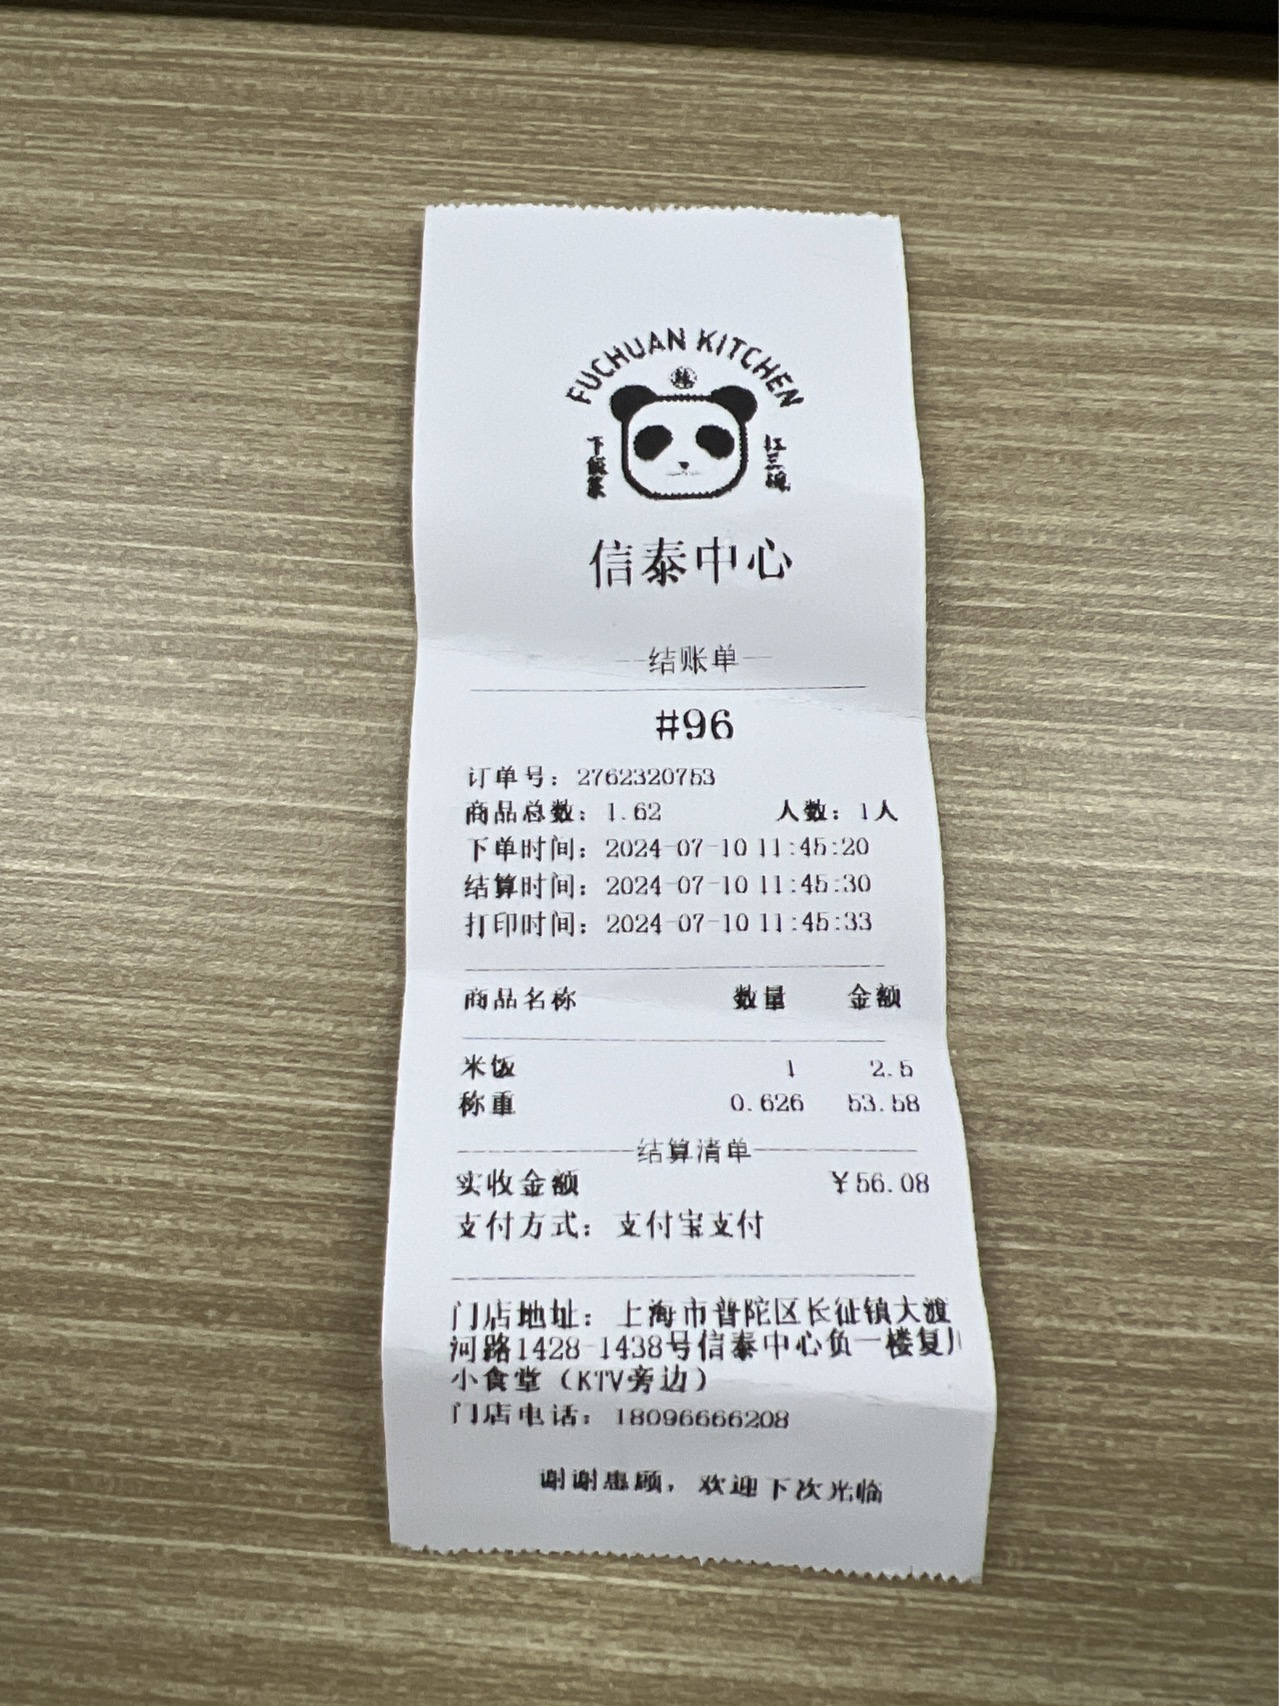 FUCHUAN KITCHEN
下饭菜
扛三碗
信泰中心
结账单
#96
订单号：2762320753
商品总数：1.62 人数：1人
下单时间：2024-07-10 11:45:20
结算时间：2024-07-10 11:45:30
打印时间：2024-07-10 11:45:33
商品名称 数量 金额
米饭 1 2.5
称重 0.626 53.58
结算清单
实收金额 ¥56.08
支付方式：支付宝支付
门店地址：上海市普陀区长征镇大渡
河路1428-1438号信泰中心负一楼复川
小食堂（KTV旁边）
门店电话：18096666208
谢谢惠顾，欢迎下次光临